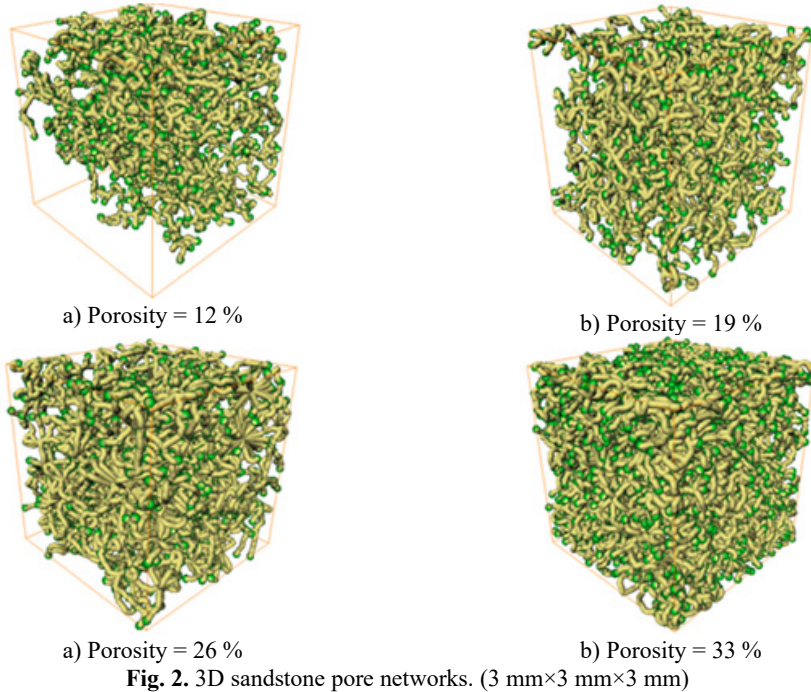 a) Porosity = 12 %
b) Porosity = 19 %
a) Porosity = 26 %
b) Porosity = 33 %
Fig. 2. 3D sandstone pore networks. (3 mm×3 mm×3 mm)